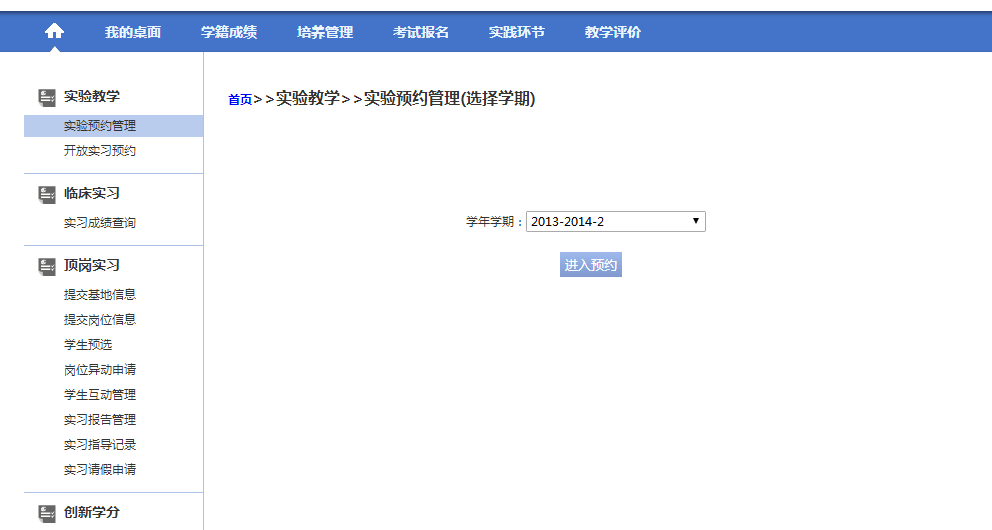 我的桌面 学籍成绩 培养管理 考试报名 实践环节 教学评价
实验教学
实验预约管理
开放实习预约
临床实习
实习成绩查询
顶岗实习
提交基地信息
提交岗位信息
学生预选
岗位异动申请
学生互动管理
实习报告管理
实习指导记录
实习请假申请
创新学分
首页>>实验教学>>实验预约管理(选择学期)
学年学期：2013-2014-2
进入预约